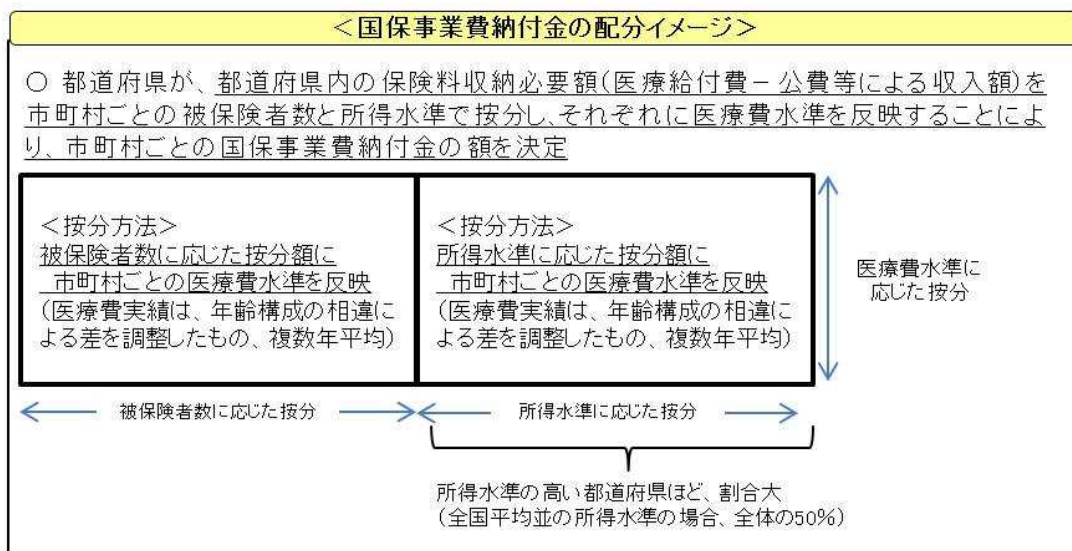 ＜国保事業費納付金の配分イメージ＞
○ 都道府県が、都道府県内の保険料収納必要額（医療給付費－公費等による収入額）を
市町村ごとの被保険者数と所得水準で按分し、それぞれに医療費水準を反映することによ
り、市町村ごとの国保事業費納付金の額を決定
＜按分方法＞
被保険者数に応じた按分額に
市町村ごとの医療費水準を反映
（医療費実績は、年齢構成の相違
による差を調整したもの、複数年平均）
＜按分方法＞
所得水準に応じた按分額に
市町村ごとの医療費水準を反映
（医療費実績は、年齢構成の相違
による差を調整したもの、複数年平均）
医療費水準に
応じた按分
被保険者数に応じた按分
所得水準に応じた按分
所得水準の高い都道府県ほど、割合大
（全国平均並の所得水準の場合、全体の50％）